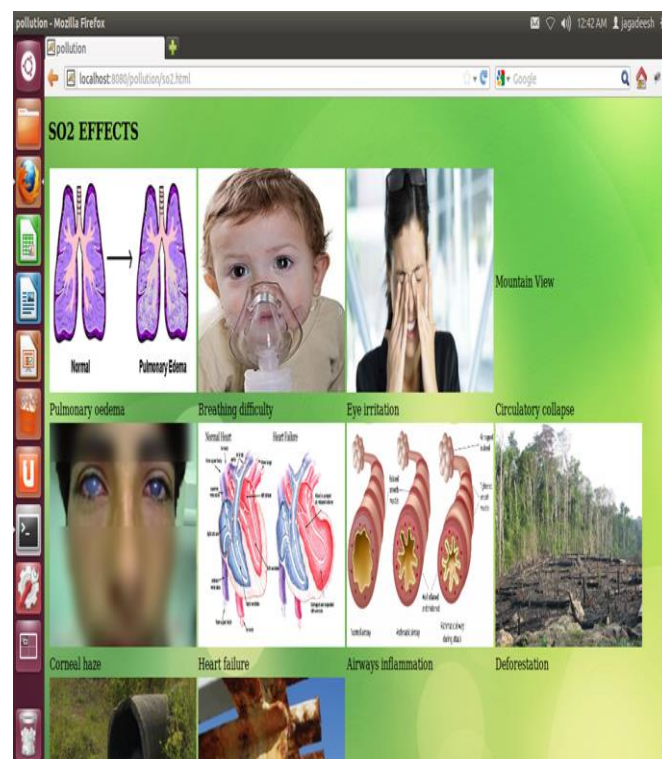 pollution - Mozilla Firefox
12:42 AM jagadeesh
pollution
localhost:8080/pollution/so2.html
Google
SO2 EFFECTS
Normal
Pulmonary Edema
Mountain View
Pulmonary oedema
Breathing difficulty
Eye irritation
Circulatory collapse
Normal Heart
Heart Failure
Corneal haze
Heart failure
Airways inflammation
Deforestation